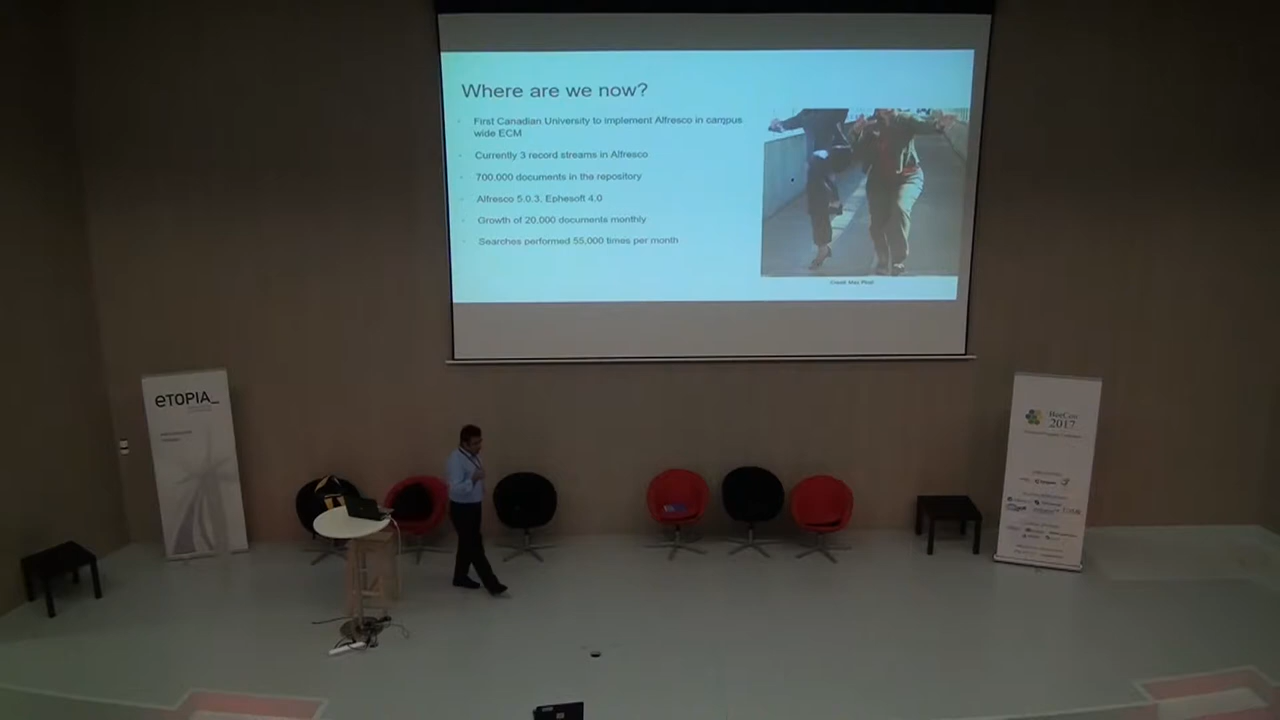 Where are we now?
First Canadian University to implement Alfresco in campus
wide ECM
Currently 3 record streams in Alfresco
700,000 documents in the repository
Alfresco 5.0.3, Ephesoft 4.0
Growth of 20,000 documents monthly
Searches performed 55,000 times per month
eTOPIA_
BeeCon
2017